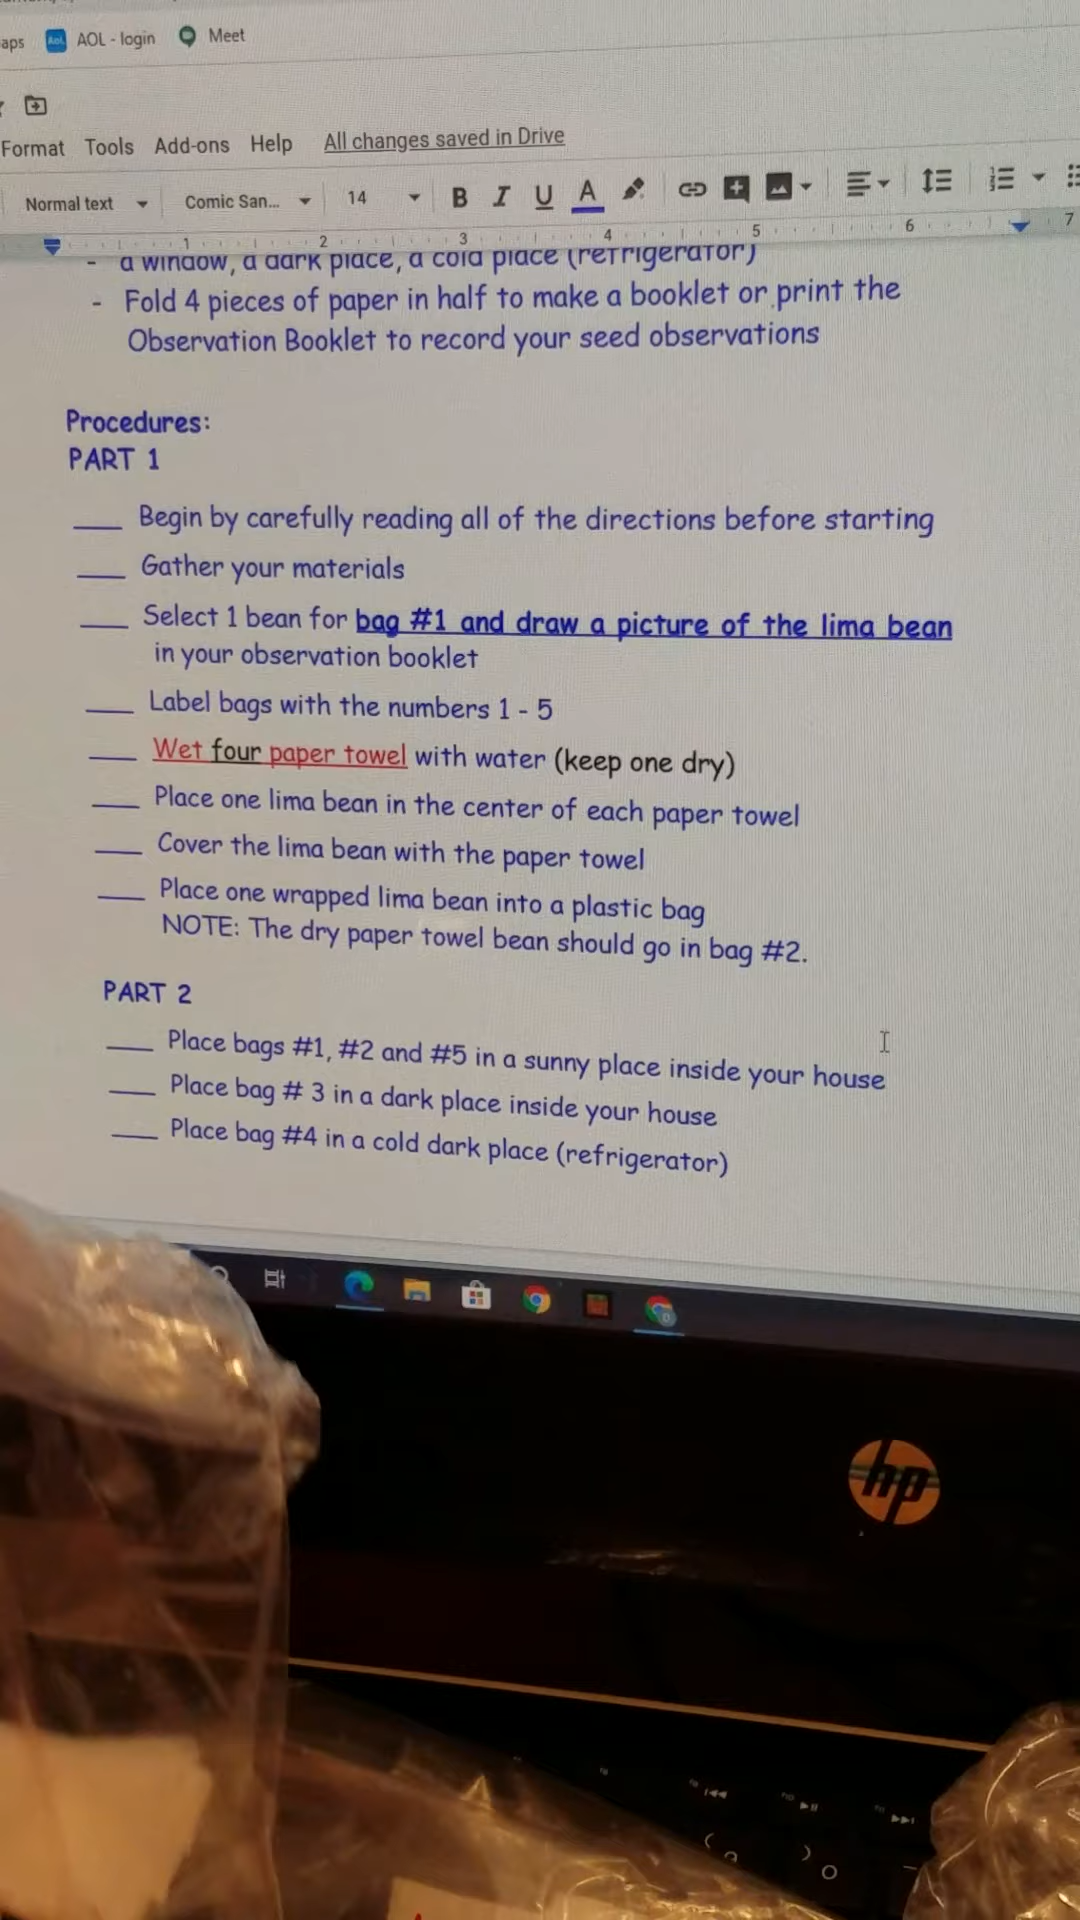 aps AOL - login Meet
Format Tools Add-ons Help All changes saved in Drive
Normal text Comic San... 14 B I U A
1 2 3 4 5 6 7
a window, a dark place, a cold place (refrigerator)
- Fold 4 pieces of paper in half to make a booklet or print the
Observation Booklet to record your seed observations
Procedures:
PART 1
___ Begin by carefully reading all of the directions before starting
___ Gather your materials
___ Select 1 bean for bag #1 and draw a picture of the lima bean
in your observation booklet
___ Label bags with the numbers 1 - 5
___ Wet four paper towel with water (keep one dry)
___ Place one lima bean in the center of each paper towel
___ Cover the lima bean with the paper towel
___ Place one wrapped lima bean into a plastic bag
NOTE: The dry paper towel bean should go in bag #2.
PART 2
___ Place bags #1, #2 and #5 in a sunny place inside your house
___ Place bag # 3 in a dark place inside your house
___ Place bag #4 in a cold dark place (refrigerator)
hp